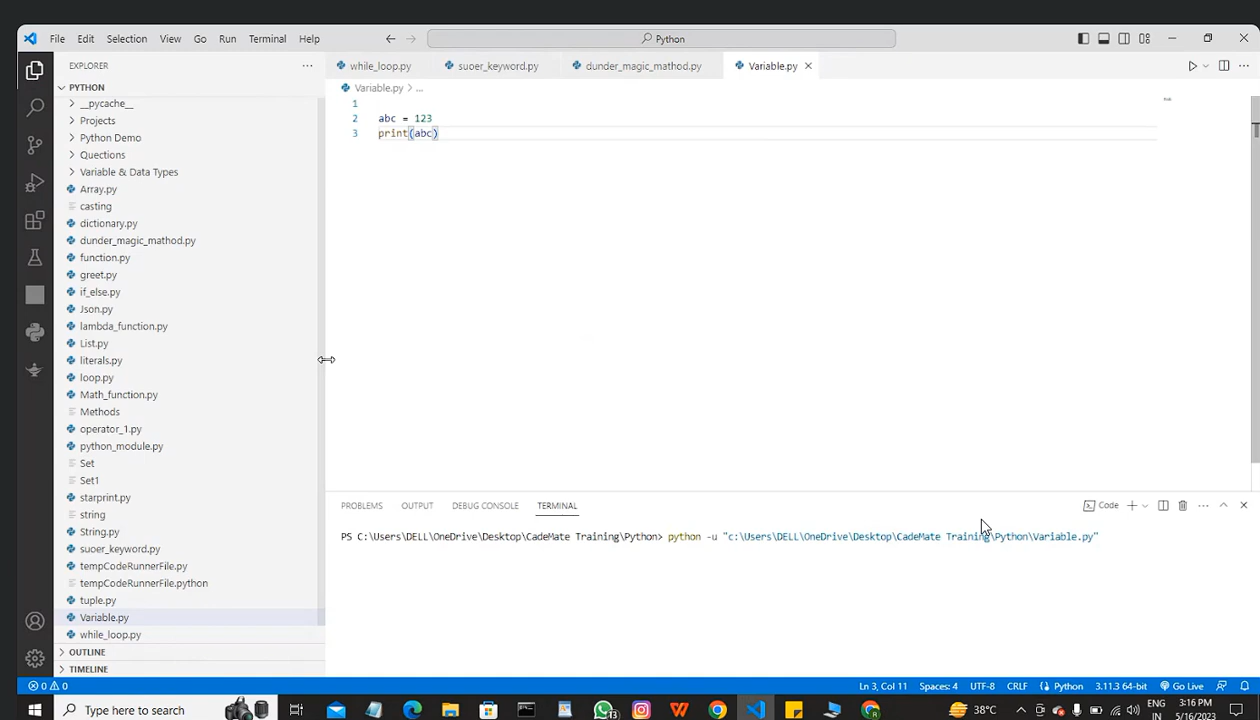 File Edit Selection View Go Run Terminal Help
Python
EXPLORER
while_loop.py suoer_keyword.py dunder_magic_mathod.py Variable.py
PYTHON
Variable.py > ...
__pycache__
Projects
Python Demo
Quections
Variable & Data Types
Array.py
casting
dictionary.py
dunder_magic_mathod.py
function.py
greet.py
if_else.py
Json.py
lambda_function.py
List.py
literals.py
loop.py
Math_function.py
Methods
operator_1.py
python_module.py
Set
Set1
starprint.py
string
String.py
suoer_keyword.py
tempCodeRunnerFile.py
tempCodeRunnerFile.python
tuple.py
Variable.py
while_loop.py
OUTLINE
TIMELINE
1
2 abc = 123
3 print(abc)
PROBLEMS OUTPUT DEBUG CONSOLE TERMINAL
Code
PS C:\Users\DELL\OneDrive\Desktop\CadeMate Training\Python> python -u "c:\Users\DELL\OneDrive\Desktop\CadeMate Training\Python\Variable.py"
0 0
Ln 3, Col 11 Spaces: 4 UTF-8 CRLF Python 3.11.3 64-bit Go Live
Type here to search
13
38°C
ENG
IN
3:16 PM
5/16/2023